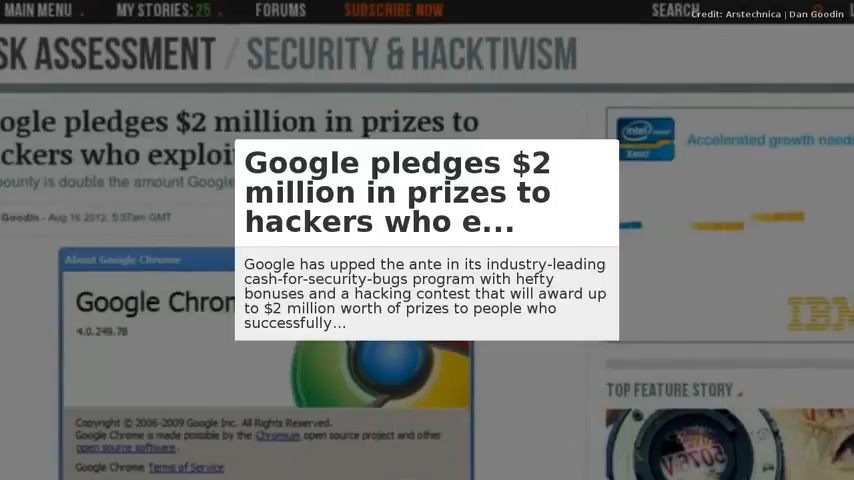 MAIN MENU
MY STORIES: 25
FORUMS
SUBSCRIBE NOW
SEARCH
Credit: Arstechnica | Dan Goodin
SK ASSESSMENT / SECURITY & HACKTIVISM
ogle pledges $2 million in prizes to
ckers who exploi
bounty is double the amount Google
Goodin - Aug 16 2012, 5:37am GMT
intel
XEON
Accelerated growth needs
Google pledges $2
million in prizes to
hackers who e...
Google has upped the ante in its industry-leading
cash-for-security-bugs program with hefty
bonuses and a hacking contest that will award up
to $2 million worth of prizes to people who
successfully...
About Google Chrome
Google Chron
4.0.249.78
IBM
Copyright © 2006-2009 Google Inc. All Rights Reserved.
Google Chrome is made possible by the Chromium open source project and other
open source software.
Google Chrome Terms of Service
TOP FEATURE STORY